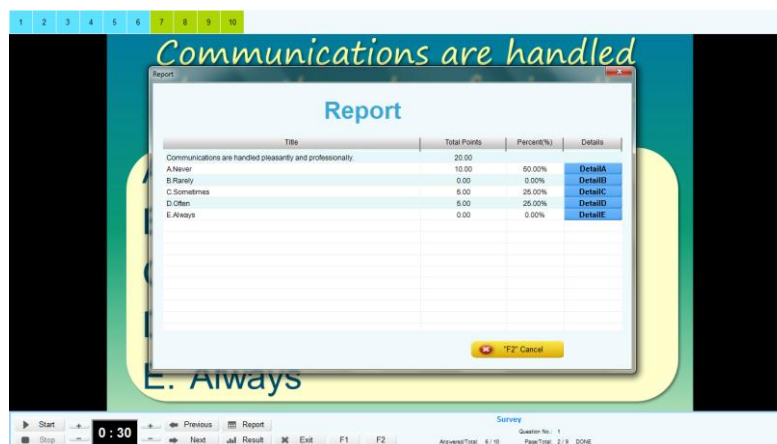 1 2 3 4 5 6 7 8 9 10
Communications are handled
Report
Report
Title Total Points Percent(%) Details
Communications are handled pleasantly and professionally. 20.00
A.Never 10.00 50.00% DetailA
B.Rarely 0.00 0.00% DetailB
C.Sometimes 5.00 25.00% DetailC
D.Often 5.00 25.00% DetailD
E.Always 0.00 0.00% DetailE
"F2" Cancel
E. Always
Start + 0 : 30 + Previous Report Survey
Question No.: 1
Stop − − Next Result Exit F1 F2 Answered/Total: 6 / 10 Page/Total: 2 / 9 DONE